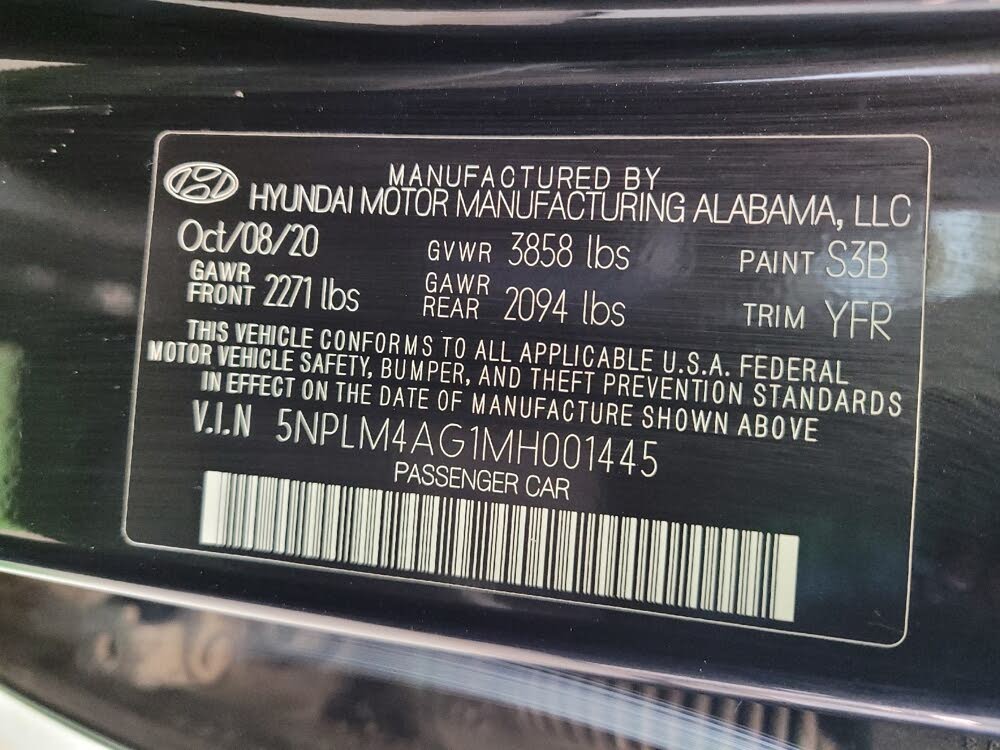 MANUFACTURED BY
HYUNDAI MOTOR MANUFACTURING ALABAMA, LLC
Oct/08/20 GVWR 3858 lbs PAINT S3B
GAWR FRONT 2271 lbs GAWR REAR 2094 lbs TRIM YFR
THIS VEHICLE CONFORMS TO ALL APPLICABLE U.S.A. FEDERAL
MOTOR VEHICLE SAFETY, BUMPER, AND THEFT PREVENTION STANDARDS
IN EFFECT ON THE DATE OF MANUFACTURE SHOWN ABOVE
V.I.N 5NPLM4AG1MH001445
PASSENGER CAR